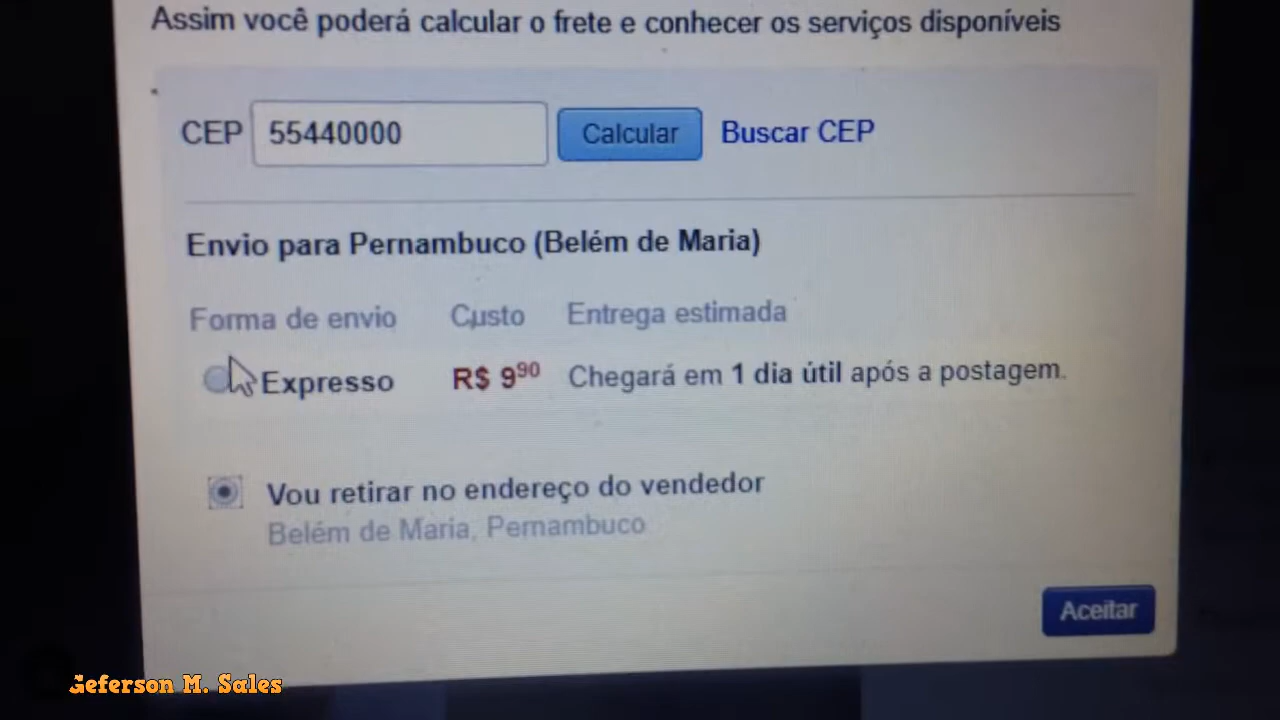 Assim você poderá calcular o frete e conhecer os serviços disponíveis
CEP 55440000 Calcular Buscar CEP
Envio para Pernambuco (Belém de Maria)
Forma de envio Custo Entrega estimada
Expresso R$ 9⁹⁰ Chegará em 1 dia útil após a postagem.
Vou retirar no endereço do vendedor
Belém de Maria, Pernambuco
Aceitar
Geferson M. Sales